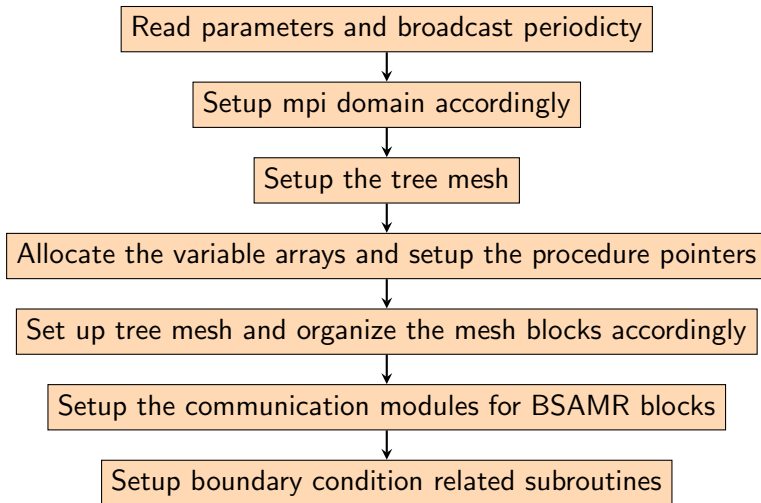 Read parameters and broadcast periodicty
Setup mpi domain accordingly
Setup the tree mesh
Allocate the variable arrays and setup the procedure pointers
Set up tree mesh and organize the mesh blocks accordingly
Setup the communication modules for BSAMR blocks
Setup boundary condition related subroutines